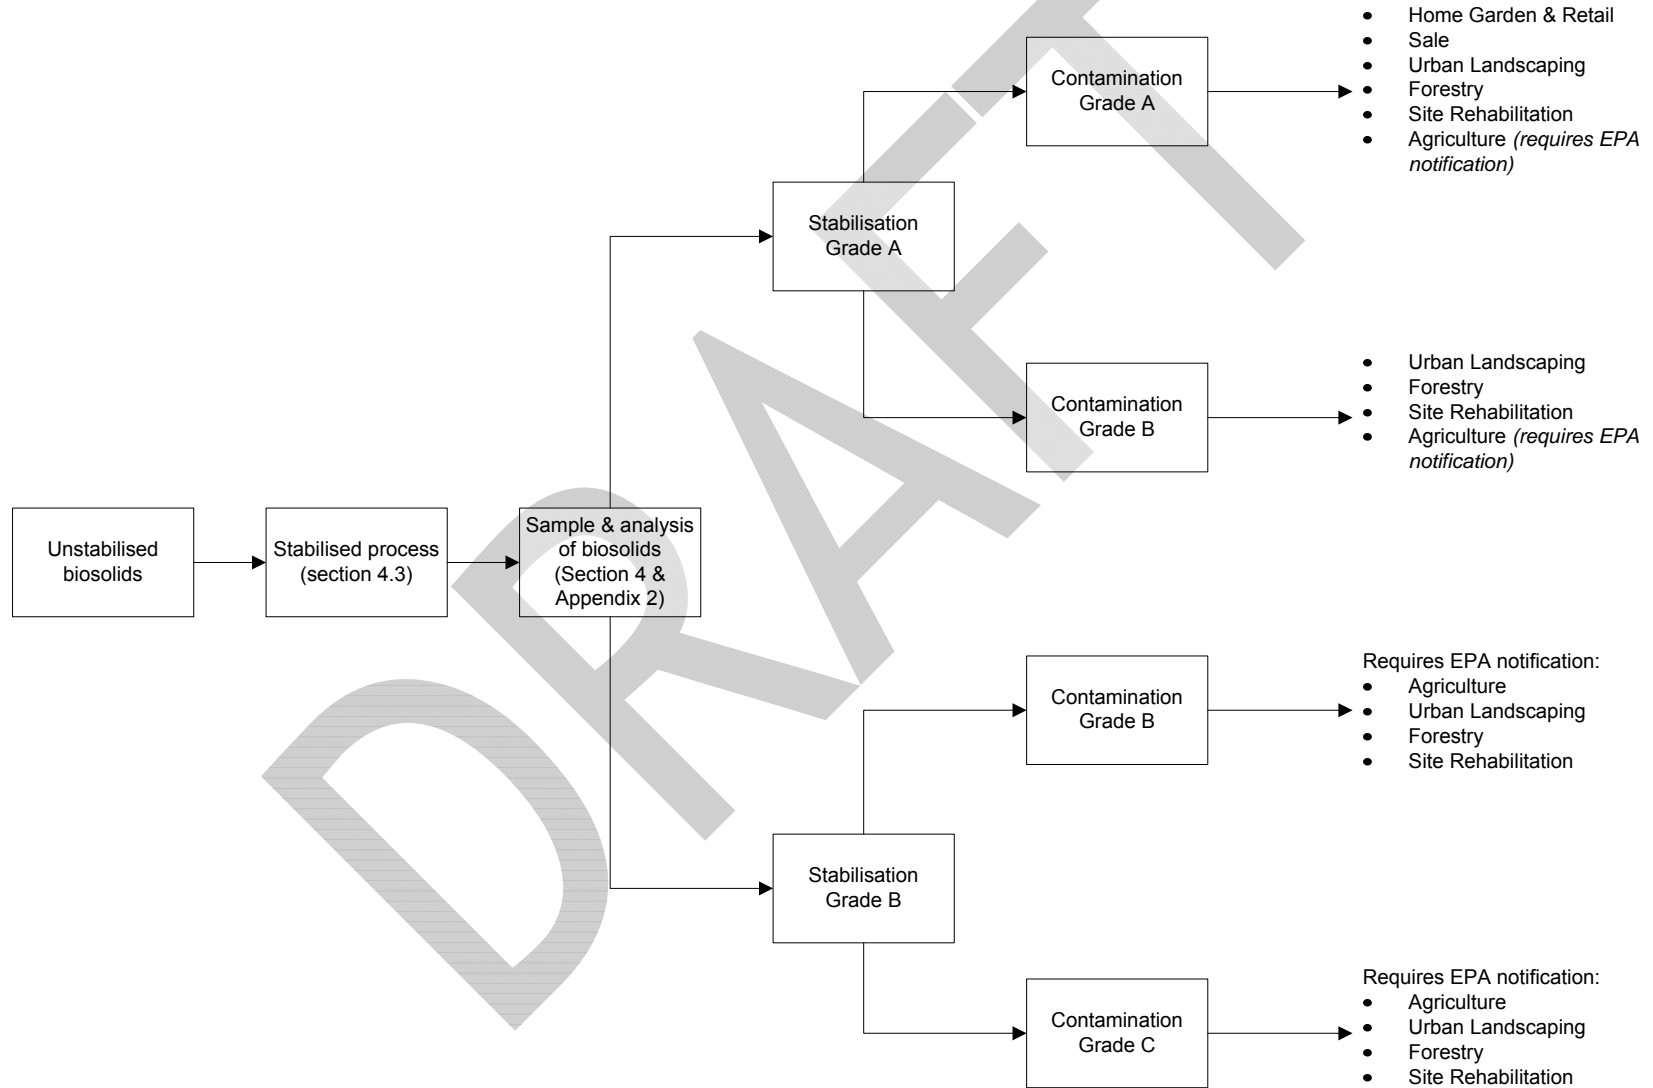 Unstabilised
biosolids
Stabilised process
(section 4.3)
Sample & analysis
of biosolids
(Section 4 &
Appendix 2)
Stabilisation
Grade A
Contamination
Grade A
• Home Garden & Retail
• Sale
• Urban Landscaping
• Forestry
• Site Rehabilitation
• Agriculture (requires EPA
notification)
Contamination
Grade B
• Urban Landscaping
• Forestry
• Site Rehabilitation
• Agriculture (requires EPA
notification)
Stabilisation
Grade B
Contamination
Grade B
Requires EPA notification:
• Agriculture
• Urban Landscaping
• Forestry
• Site Rehabilitation
Contamination
Grade C
Requires EPA notification:
• Agriculture
• Urban Landscaping
• Forestry
• Site Rehabilitation
DRAFT